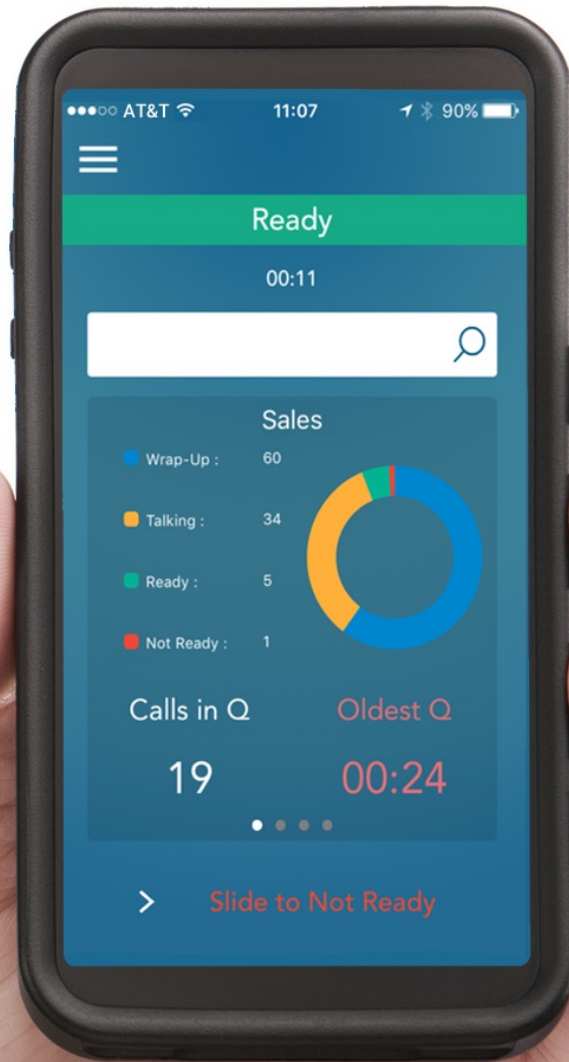 AT&T 11:07 90%
Ready
00:11
Sales
Wrap-Up : 60
Talking : 34
Ready : 5
Not Ready : 1
Calls in Q Oldest Q
19 00:24
> Slide to Not Ready